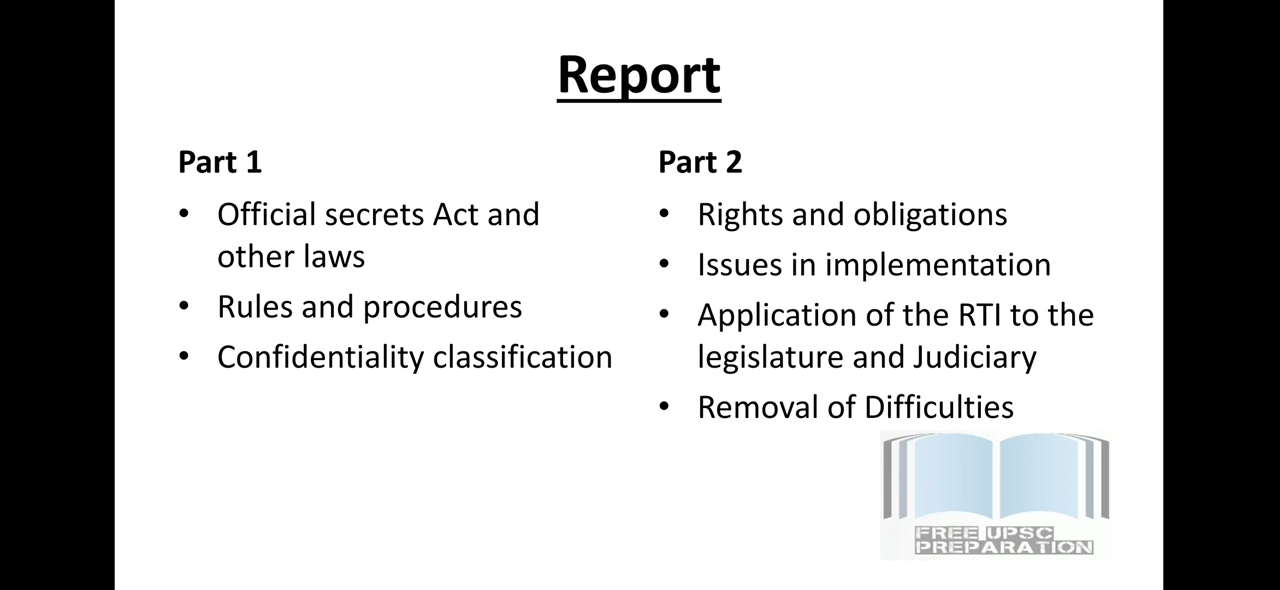 Report
Part 1
• Official secrets Act and
other laws
• Rules and procedures
• Confidentiality classification
Part 2
• Rights and obligations
• Issues in implementation
• Application of the RTI to the
legislature and Judiciary
• Removal of Difficulties
FREE UPSC
PREPARATION